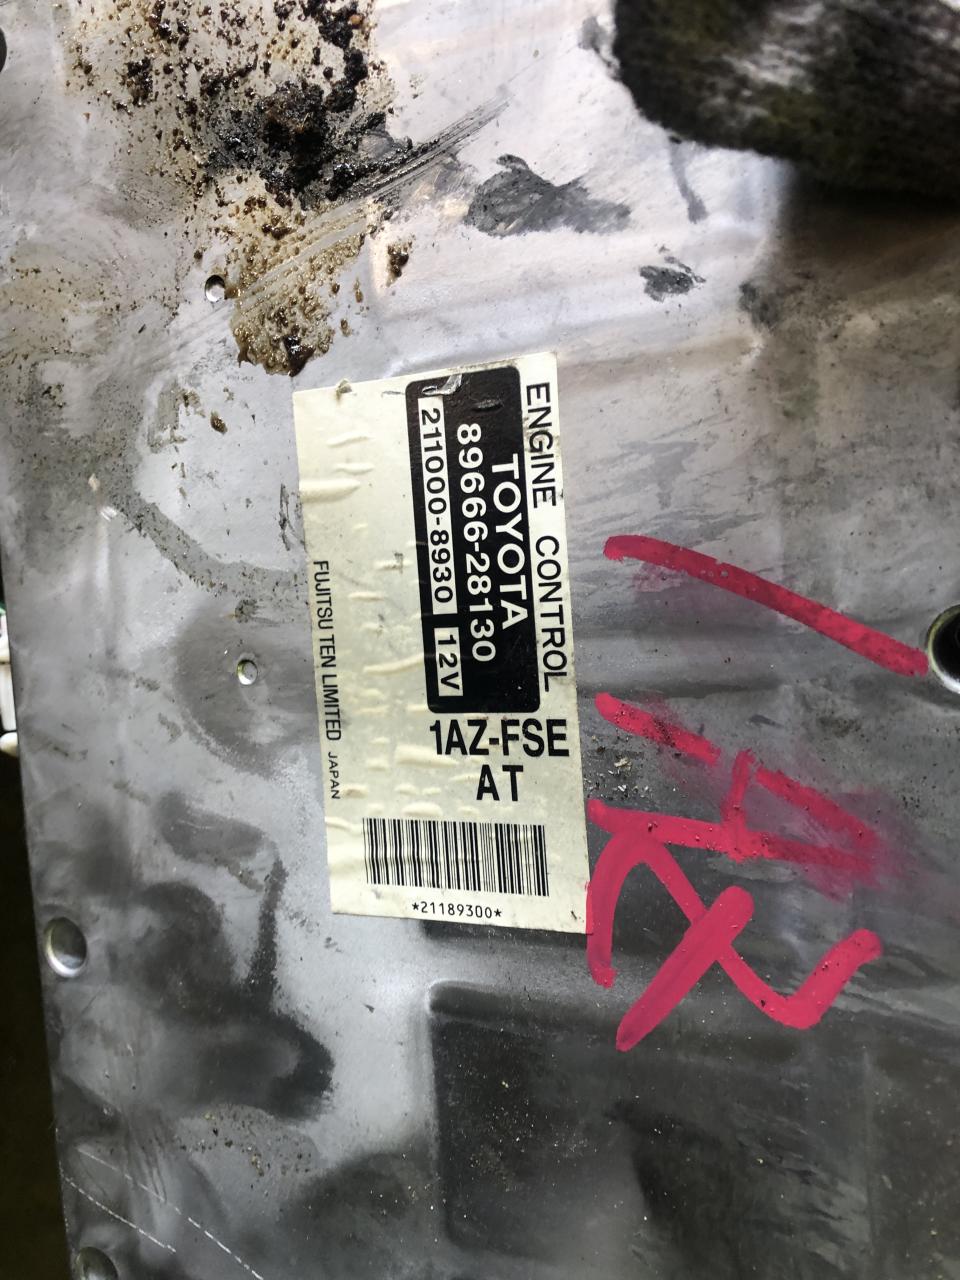 ENGINE CONTROL
TOYOTA
89666-28130
211000-8930 12V
1AZ-FSE
AT
FUJITSU TEN LIMITED JAPAN
*21189300*